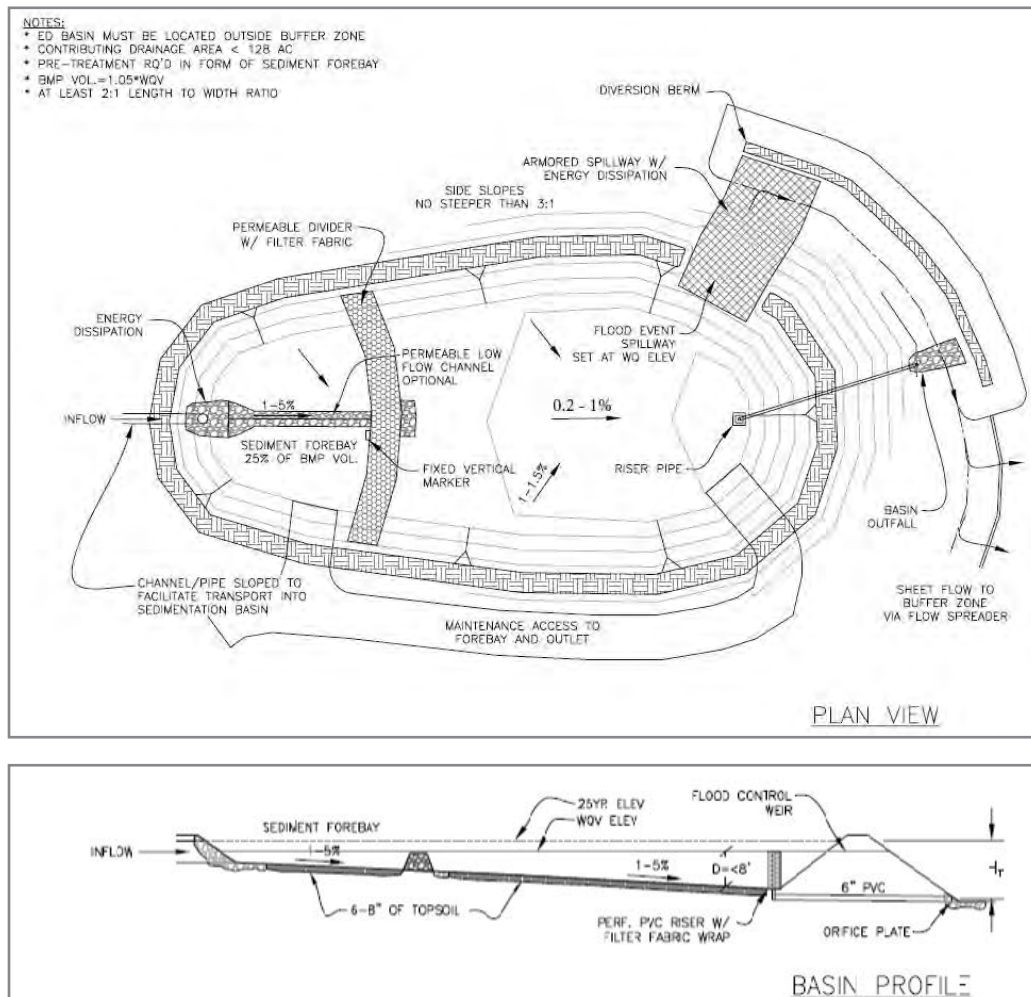 NOTES:
* ED BASIN MUST BE LOCATED OUTSIDE BUFFER ZONE
* CONTRIBUTING DRAINAGE AREA < 128 AC
* PRE-TREATMENT RQ'D IN FORM OF SEDIMENT FOREBAY
* BMP VOL.=1.05*WQV
* AT LEAST 2:1 LENGTH TO WIDTH RATIO
DIVERSION BERM
ARMORED SPILLWAY W/
ENERGY DISSIPATION
SIDE SLOPES
NO STEEPER THAN 3:1
PERMEABLE DIVIDER
W/ FILTER FABRIC
ENERGY
DISSIPATION
FLOOD EVENT
SPILLWAY
SET AT WQ ELEV
PERMEABLE LOW
FLOW CHANNEL
OPTIONAL
1-5%
INFLOW
0.2 - 1%
SEDIMENT FOREBAY
25% OF BMP VOL.
FIXED VERTICAL
MARKER
RISER PIPE
1-1.5%
BASIN
OUTFALL
CHANNEL/PIPE SLOPED TO
FACILITATE TRANSPORT INTO
SEDIMENTATION BASIN
MAINTENANCE ACCESS TO
FOREBAY AND OUTLET
SHEET FLOW TO
BUFFER ZONE
VIA FLOW SPREADER
PLAN VIEW
25YR ELEV
WQV ELEV
FLOOD CONTROL
WEIR
SEDIMENT FOREBAY
INFLOW
1-5%
1-5%
D=<8'
6" PVC
HT
6-8" OF TOPSOIL
PERF. PVC RISER W/
FILTER FABRIC WRAP
ORIFICE PLATE
BASIN PROFILE